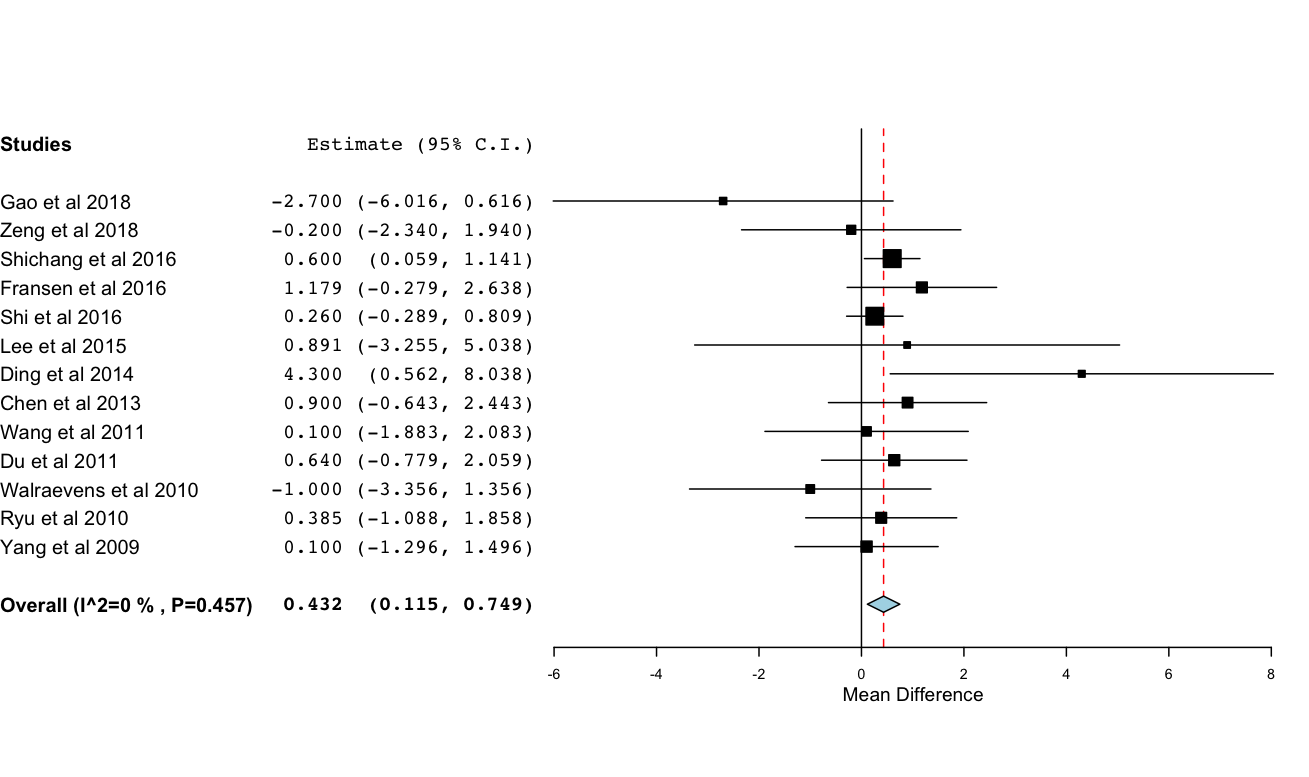 Studies Estimate (95% C.I.)
Gao et al 2018 -2.700 (-6.016, 0.616)
Zeng et al 2018 -0.200 (-2.340, 1.940)
Shichang et al 2016 0.600 (0.059, 1.141)
Fransen et al 2016 1.179 (-0.279, 2.638)
Shi et al 2016 0.260 (-0.289, 0.809)
Lee et al 2015 0.891 (-3.255, 5.038)
Ding et al 2014 4.300 (0.562, 8.038)
Chen et al 2013 0.900 (-0.643, 2.443)
Wang et al 2011 0.100 (-1.883, 2.083)
Du et al 2011 0.640 (-0.779, 2.059)
Walraevens et al 2010 -1.000 (-3.356, 1.356)
Ryu et al 2010 0.385 (-1.088, 1.858)
Yang et al 2009 0.100 (-1.296, 1.496)
Overall (I^2=0 % , P=0.457) 0.432 (0.115, 0.749)
-6 -4 -2 0 2 4 6 8
Mean Difference